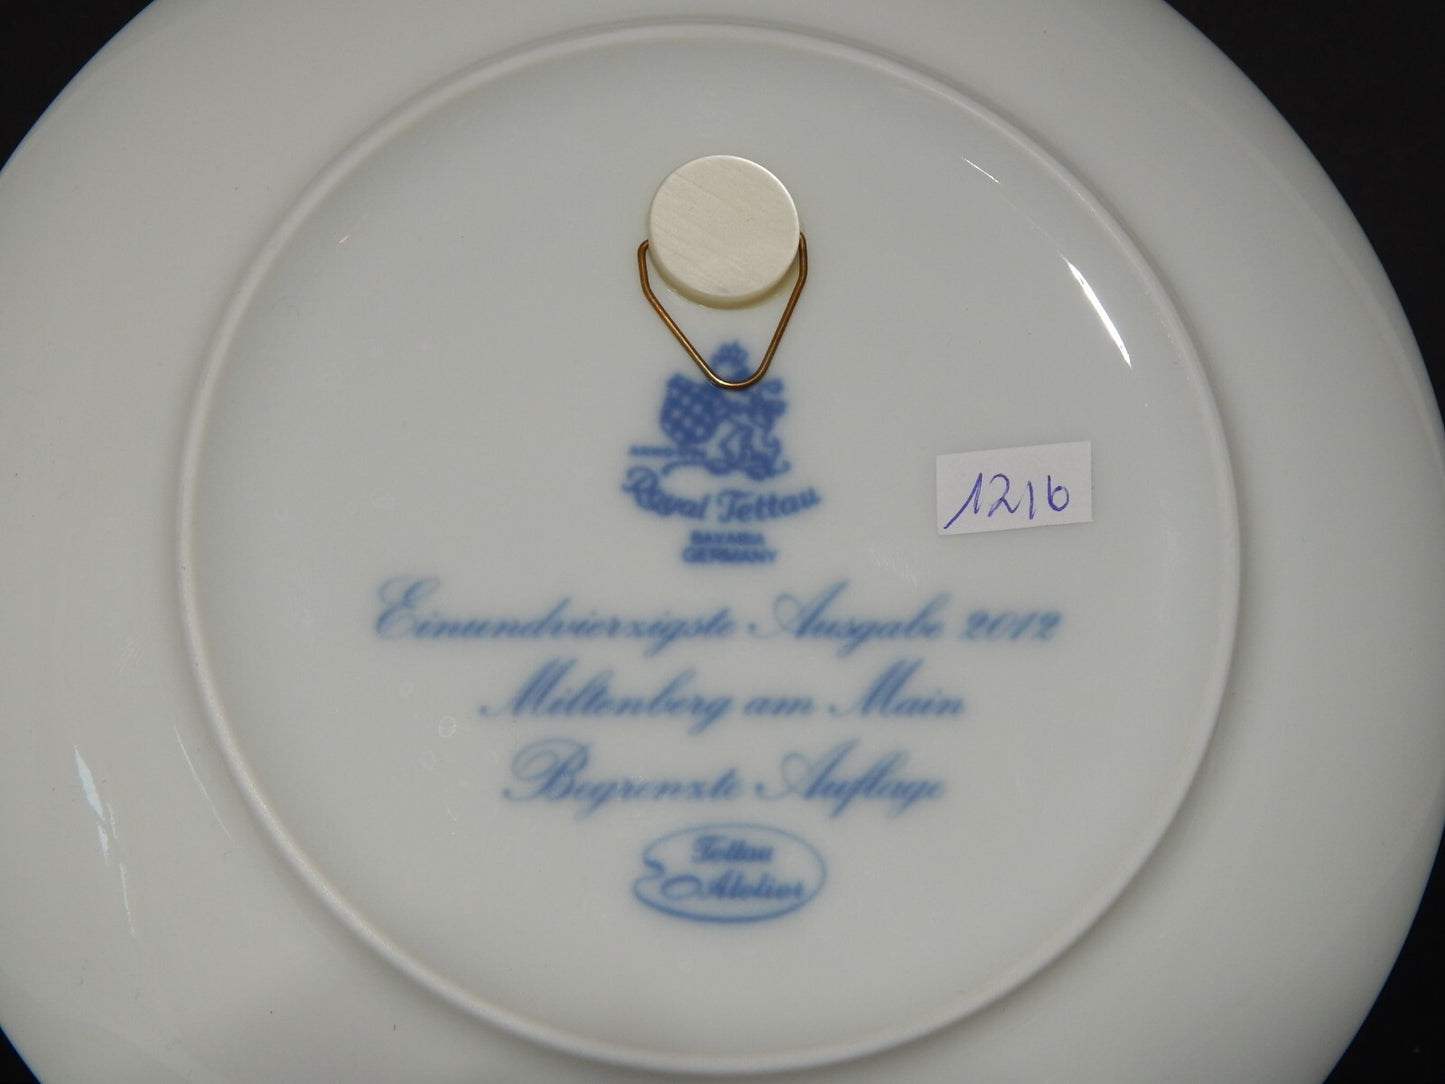 Royal Tettau
BAVARIA
GERMANY
1216
Einundvierzigste Ausgabe 2012
Miltenberg am Main
Begrenzte Auflage
Tettau
Atelier